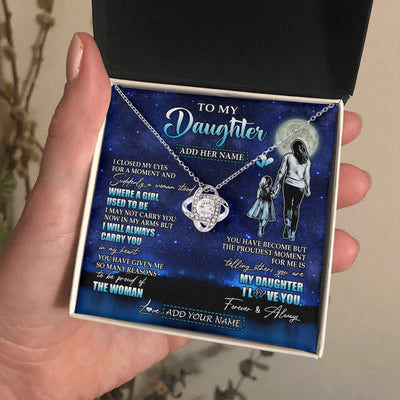 TO MY
Daughter
ADD HER NAME
I CLOSED MY EYES
FOR A MOMENT AND
Suddenly a woman stood
WHERE A GIRL
USED TO BE
I MAY NOT CARRY YOU
NOW IN MY ARMS BUT
I WILL ALWAYS
CARRY YOU
in my heart
YOU HAVE GIVEN ME
SO MANY REASONS
to be proud of
THE WOMAN
YOU HAVE BECOME BUT
THE PROUDEST MOMENT
FOR ME IS
telling others you are
MY DAUGHTER
I L♡VE YOU
Forever & Always
Love ADD YOUR NAME